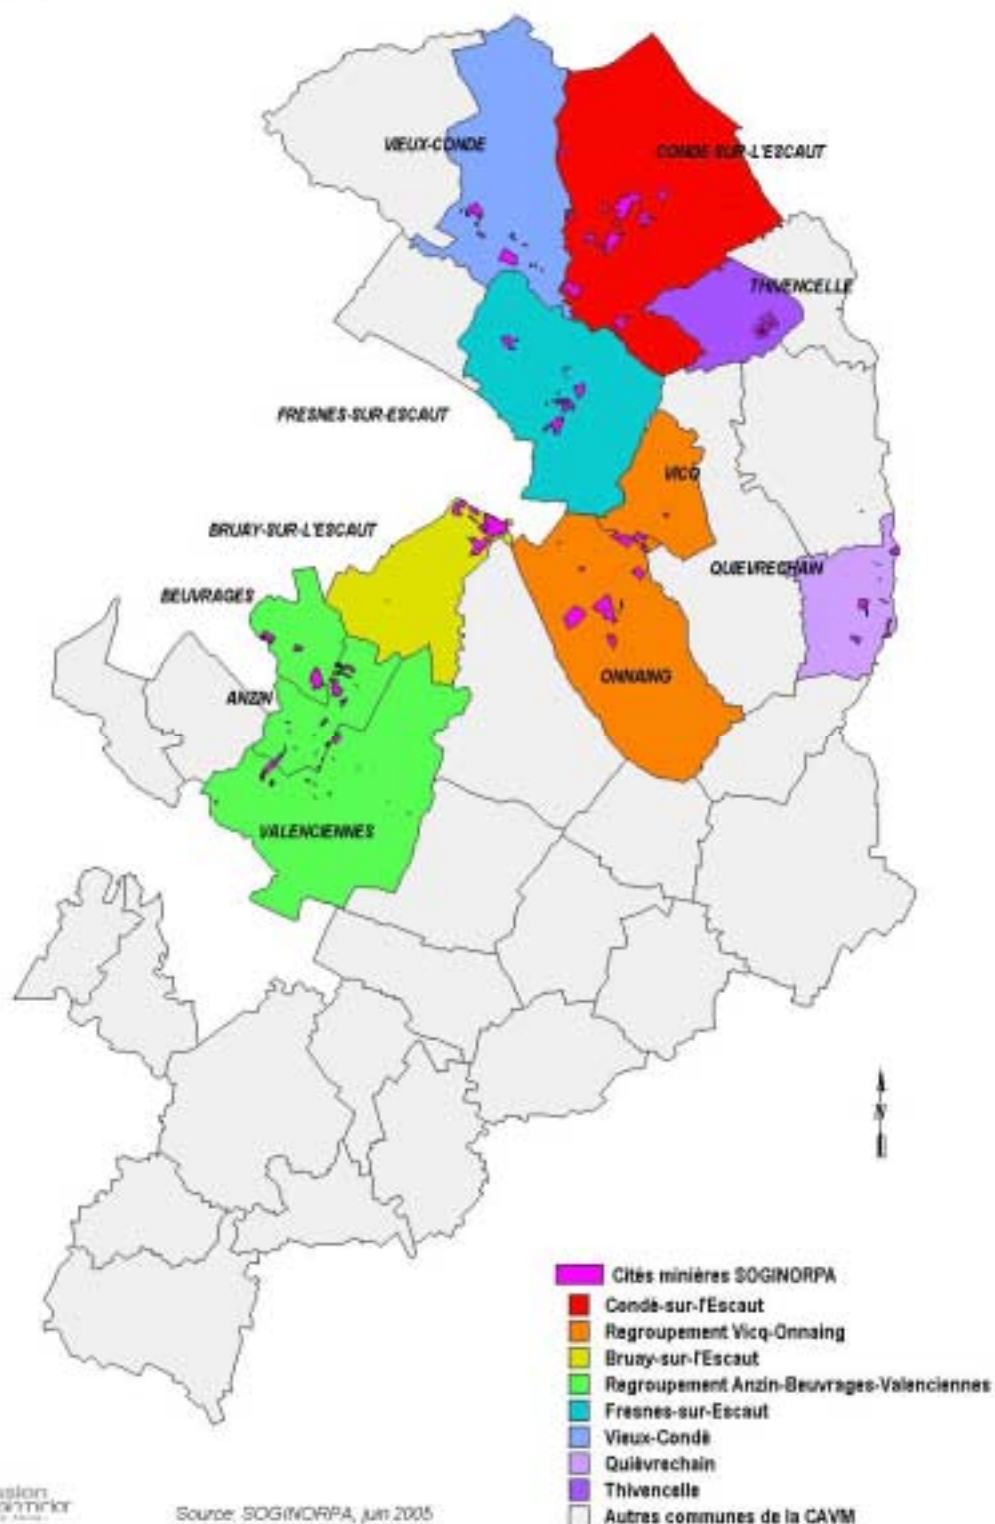 VIEUX-CONDE
CONDE-SUR-L'ESCAUT
THIVENCELLE
FRESNES-SUR-ESCAUT
VICQ
BRUAY-SUR-L'ESCAUT
QUIEVRECHAIN
BEUVRAGES
ONNAING
ANZIN
VALENCIENNES
N
Cités minières SOGINORPA
Condé-sur-l'Escaut
Regroupement Vicq-Onnaing
Bruay-sur-l'Escaut
Regroupement Anzin-Beuvrages-Valenciennes
Fresnes-sur-Escaut
Vieux-Condé
Quièvrechain
Thivencelle
Autres communes de la CAVM
Source: SOGINORPA, juin 2005